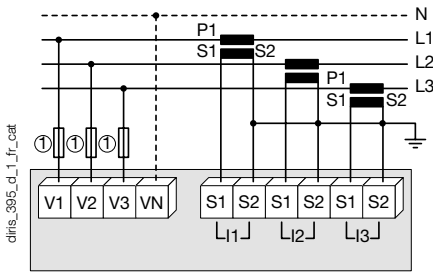 N
P1 L1
S1 S2 L2
P1
S1 S2 L3
① ① ①
diris_395_d_1_fr_cat
V1 V2 V3 VN S1 S2 S1 S2 S1 S2
I1 I2 I3